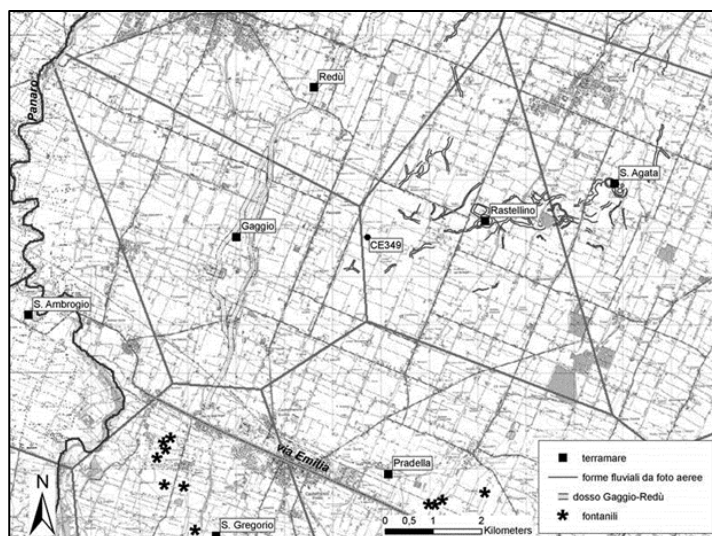 Redù
Panaro
S. Agata
Rastellino
Gaggio
CE349
S. Ambrogio
via Emilia
Pradella
S. Gregorio
N
0 0,5 1 2
Kilometers
terramare
forme fluviali da foto aeree
dosso Gaggio-Redù
fontanili